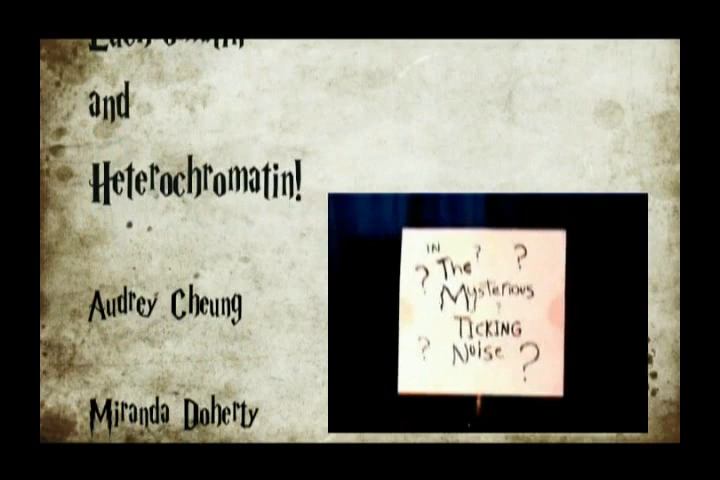 and
Heterochromatin!
Audrey Cheung
Miranda Doherty
IN ?
? The ?
Mysterious
?
TICKING
? Noise ?